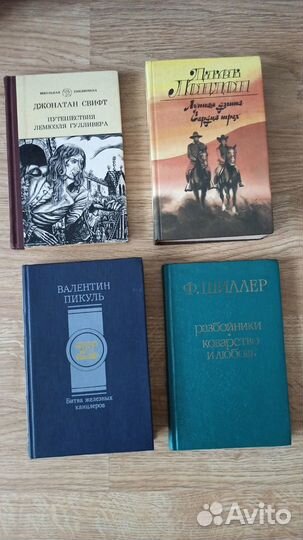 ШКОЛЬНАЯ БИБЛИОТЕКА
ДЖОНАТАН СВИФТ
ПУТЕШЕСТВИЯ
ЛЕМЮЭЛЯ ГУЛЛИВЕРА
Джек
Лондон
Лунная долина
Сердца трех
ВАЛЕНТИН
ПИКУЛЬ
Битва железных
канцлеров
Ф. ШИЛЛЕР
Разбойники
коварство
и любовь
Avito